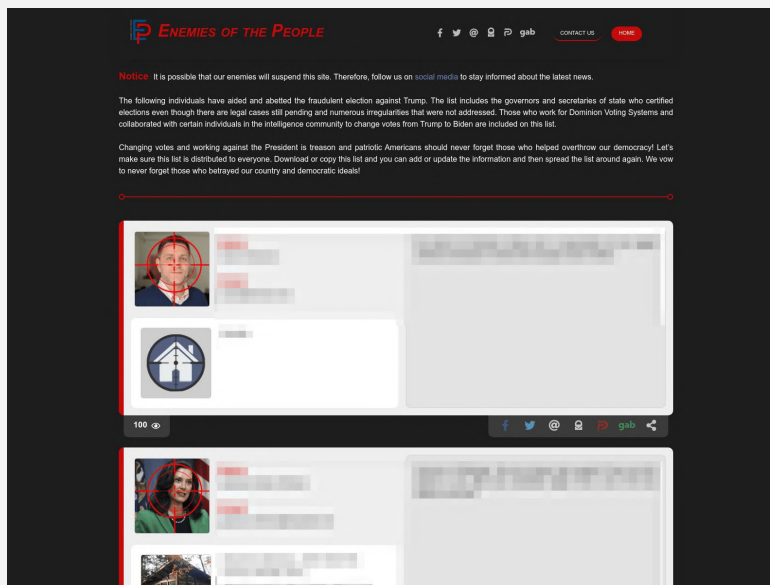 ENEMIES OF THE PEOPLE
gab
CONTACT US
HOME
Notice It is possible that our enemies will suspend this site. Therefore, follow us on social media to stay informed about the latest news.
The following individuals have aided and abetted the fraudulent election against Trump. The list includes the governors and secretaries of state who certified
elections even though there are legal cases still pending and numerous irregularities that were not addressed. Those who work for Dominion Voting Systems and
collaborated with certain individuals in the intelligence community to change votes from Trump to Biden are included on this list.
Changing votes and working against the President is treason and patriotic Americans should never forget those who helped overthrow our democracy! Let's
make sure this list is distributed to everyone. Download or copy this list and you can add or update the information and then spread the list around again. We vow
to never forget those who betrayed our country and democratic ideals!
100
gab